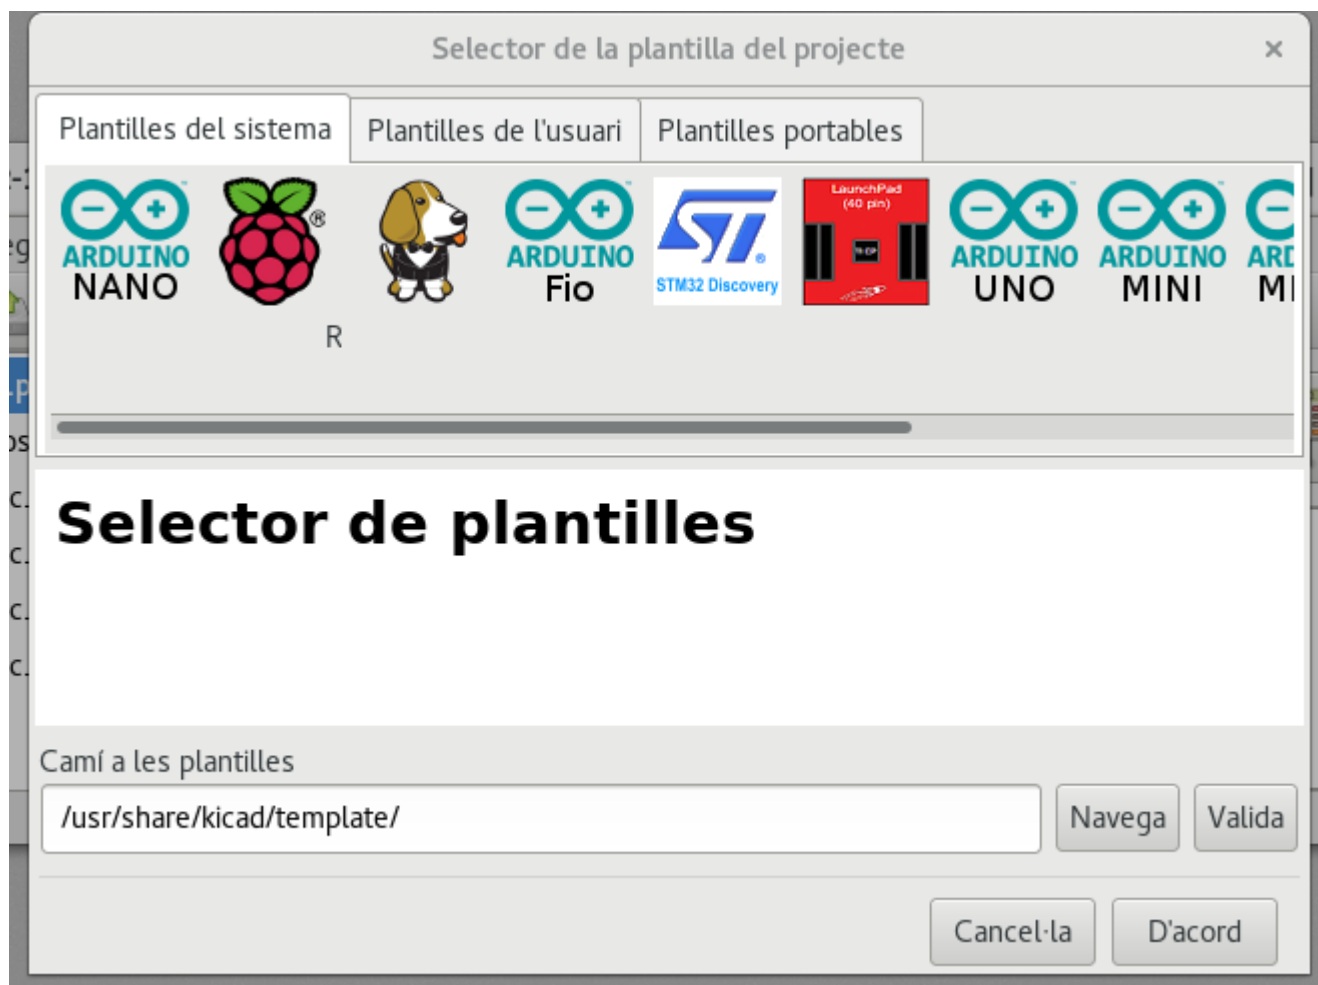 Selector de la plantilla del projecte
Plantilles del sistema
Plantilles de l'usuari
Plantilles portables
ARDUINO
NANO
®
ARDUINO
Fio
ST
STM32 Discovery
LaunchPad
(40 pin)
ARDUINO
UNO
ARDUINO
MINI
R
Selector de plantilles
Camí a les plantilles
/usr/share/kicad/template/
Navega
Valida
Cancel·la
D'acord